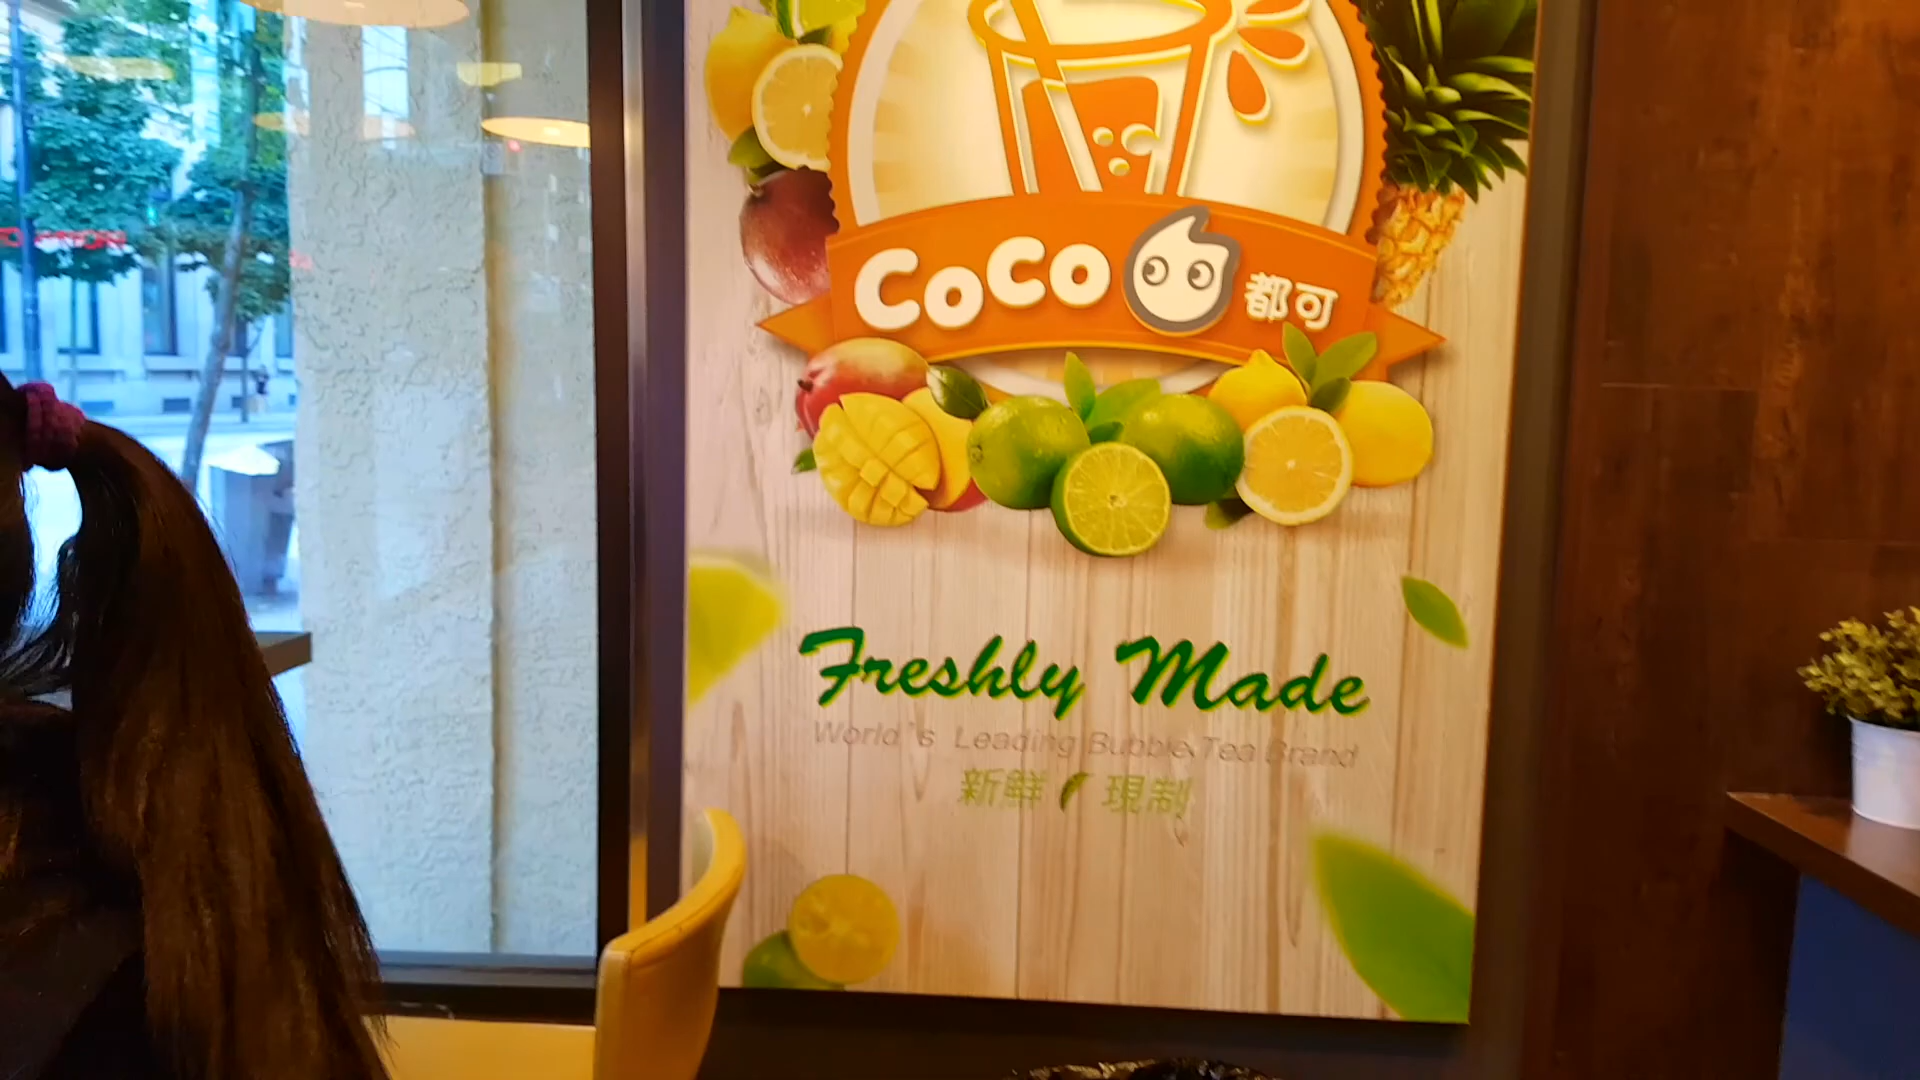 CoCo 都可
Freshly Made
World's Leading Bubble Tea Brand
新鮮 現制